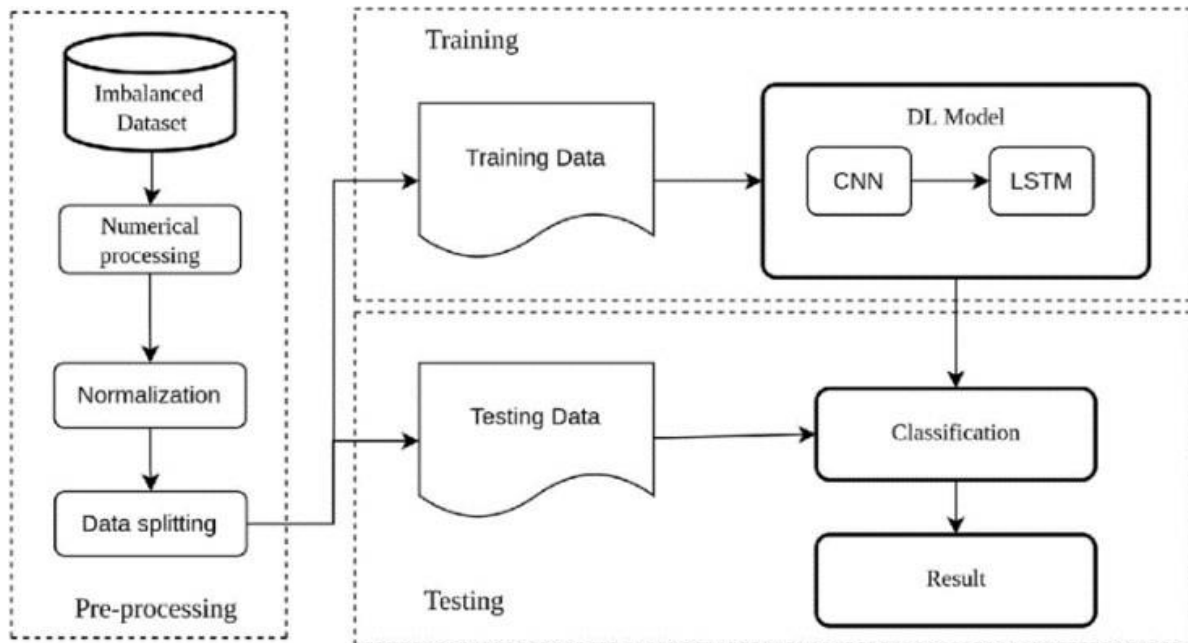 Imbalanced
Dataset
Numerical
processing
Normalization
Data splitting
Pre-processing
Training
Training Data
DL Model
CNN
LSTM
Testing Data
Classification
Result
Testing